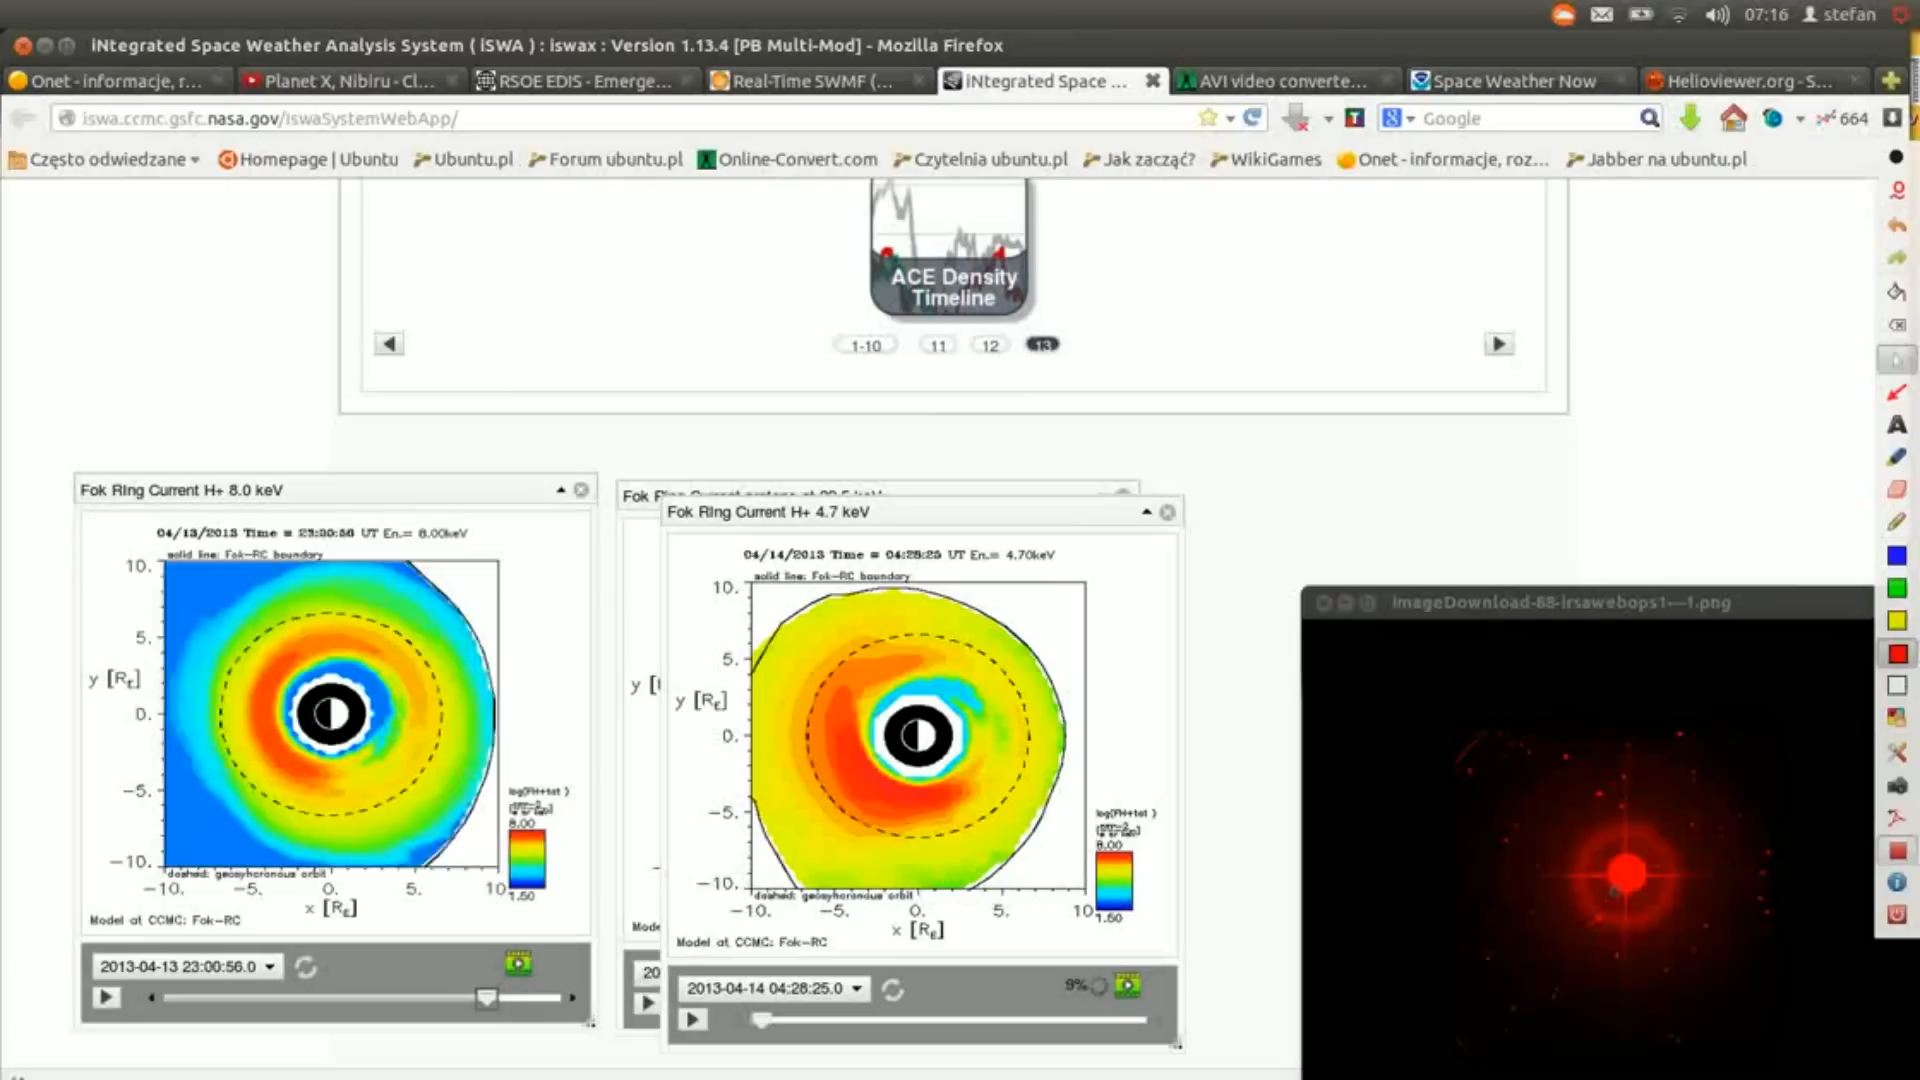 07:16 stefan
iNtegrated Space Weather Analysis System ( iSWA ) : iswax : Version 1.13.4 [PB Multi-Mod] - Mozilla Firefox
Onet - informacje, r... Planet X, Nibiru - Cl... RSOE EDIS - Emerge... Real-Time SWMF (... iNtegrated Space ... AVI video converte... Space Weather Now Helioviewer.org - S...
iswa.ccmc.gsfc.nasa.gov/IswaSystemWebApp/ Google 664
Często odwiedzane Homepage | Ubuntu Ubuntu.pl Forum ubuntu.pl Online-Convert.com Czytelnia ubuntu.pl Jak zacząć? WikiGames Onet - informacje, roz... Jabber na ubuntu.pl
ACE Density
Timeline
1-10 11 12 13
Fok RIng Current H+ 8.0 keV
04/13/2013 Time = 23:00:56 UT En.= 8.00keV
solid line: Fok-RC boundary
10.
5.
y [RE]
0.
-5.
-10.
dashed: geosynchronous orbit
-10. -5. 0. 5. 10
x [RE]
log(FH+tot )
8.00
1.50
Model at CCMC: Fok-RC
2013-04-13 23:00:56.0
Fok RIng Current H+ 4.7 keV
04/14/2013 Time = 04:28:25 UT En.= 4.70keV
solid line: Fok-RC boundary
10.
5.
y [RE]
0.
-5.
-10.
dashed: geosynchronous orbit
-10. -5. 0. 5. 10
x [RE]
log(FH+tot )
8.00
1.50
Model at CCMC: Fok-RC
2013-04-14 04:28:25.0
9%
ImageDownload-68-irsawebops1---1.png